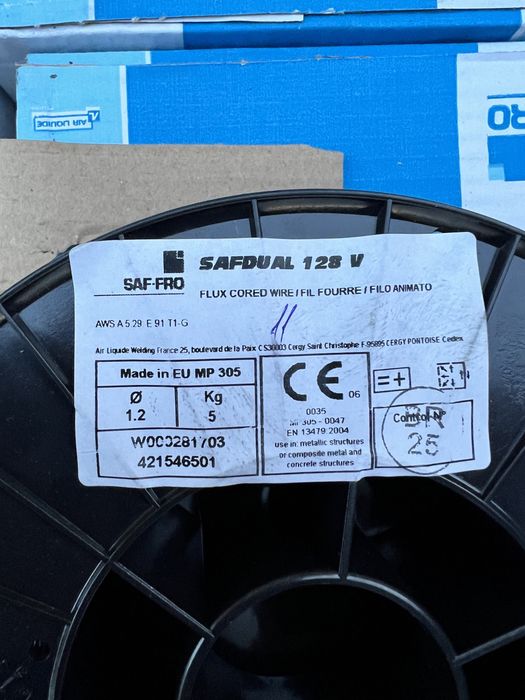 AIR LIQUIDE
RO
SAF-FRO
SAFDUAL 128 V
FLUX CORED WIRE / FIL FOURRE / FILO ANIMATO
AWS A 5.29 E 91 T1-G
Air Liquide Welding France 25, boulevard de la Paix CS30003 Cergy Saint Christophe F-95895 CERGY PONTOISE Cedex
Made in EU MP 305
Ø Kg
1.2 5
W000281703
421546501
CE 06
0035
MP305 - 0047
EN 13479 2004
use in: metallic structures
or composite metal and
concrete structures
=+
Control N°
25